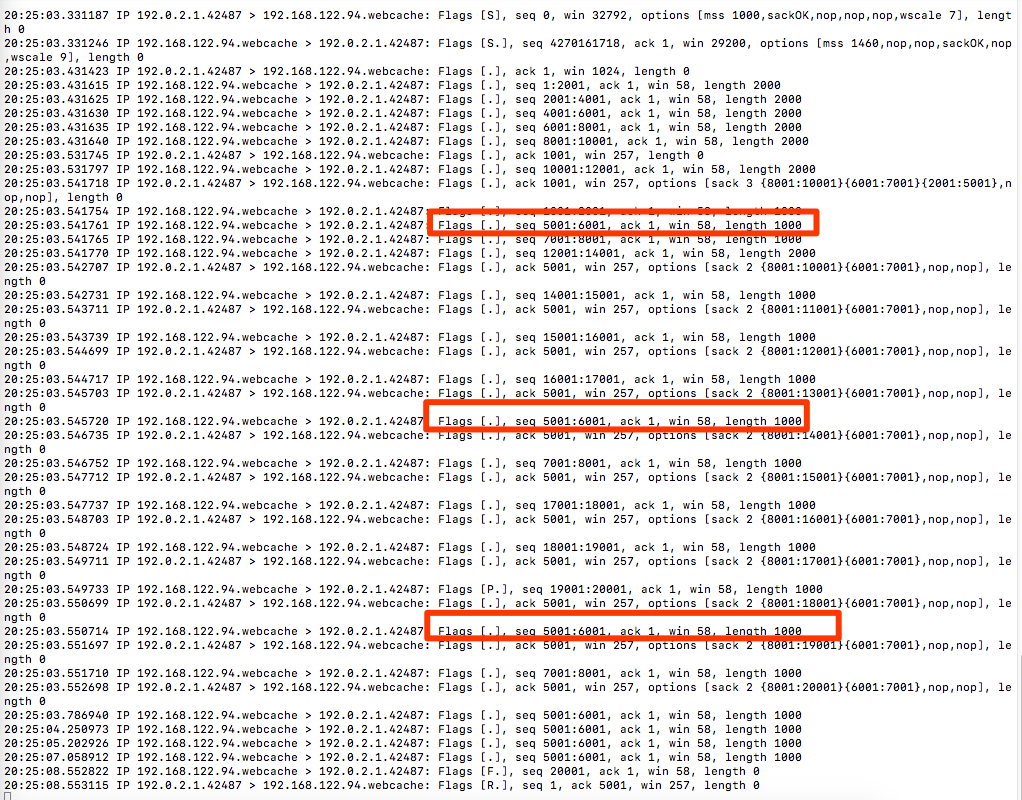 20:25:03.331187 IP 192.0.2.1.42487 > 192.168.122.94.webcache: Flags [S], seq 0, win 32792, options [mss 1000,sackOK,nop,nop,nop,wscale 7], lengt
h 0
20:25:03.331246 IP 192.168.122.94.webcache > 192.0.2.1.42487: Flags [S.], seq 4270161718, ack 1, win 29200, options [mss 1460,nop,nop,sackOK,nop
,wscale 9], length 0
20:25:03.431423 IP 192.0.2.1.42487 > 192.168.122.94.webcache: Flags [.], ack 1, win 1024, length 0
20:25:03.431615 IP 192.168.122.94.webcache > 192.0.2.1.42487: Flags [.], seq 1:2001, ack 1, win 58, length 2000
20:25:03.431625 IP 192.168.122.94.webcache > 192.0.2.1.42487: Flags [.], seq 2001:4001, ack 1, win 58, length 2000
20:25:03.431630 IP 192.168.122.94.webcache > 192.0.2.1.42487: Flags [.], seq 4001:6001, ack 1, win 58, length 2000
20:25:03.431635 IP 192.168.122.94.webcache > 192.0.2.1.42487: Flags [.], seq 6001:8001, ack 1, win 58, length 2000
20:25:03.431640 IP 192.168.122.94.webcache > 192.0.2.1.42487: Flags [.], seq 8001:10001, ack 1, win 58, length 2000
20:25:03.531745 IP 192.0.2.1.42487 > 192.168.122.94.webcache: Flags [.], ack 1001, win 257, length 0
20:25:03.531797 IP 192.168.122.94.webcache > 192.0.2.1.42487: Flags [.], seq 10001:12001, ack 1, win 58, length 2000
20:25:03.541718 IP 192.0.2.1.42487 > 192.168.122.94.webcache: Flags [.], ack 1001, win 257, options [sack 3 {8001:10001}{6001:7001}{2001:5001},n
op,nop], length 0
20:25:03.541754 IP 192.168.122.94.webcache > 192.0.2.1.42487: Flags [.], seq 1001:2001, ack 1, win 58, length 1000
20:25:03.541761 IP 192.168.122.94.webcache > 192.0.2.1.42487: Flags [.], seq 5001:6001, ack 1, win 58, length 1000
20:25:03.541765 IP 192.168.122.94.webcache > 192.0.2.1.42487: Flags [.], seq 7001:8001, ack 1, win 58, length 1000
20:25:03.541770 IP 192.168.122.94.webcache > 192.0.2.1.42487: Flags [.], seq 12001:14001, ack 1, win 58, length 2000
20:25:03.542707 IP 192.0.2.1.42487 > 192.168.122.94.webcache: Flags [.], ack 5001, win 257, options [sack 2 {8001:10001}{6001:7001},nop,nop], le
ngth 0
20:25:03.542731 IP 192.168.122.94.webcache > 192.0.2.1.42487: Flags [.], seq 14001:15001, ack 1, win 58, length 1000
20:25:03.543711 IP 192.0.2.1.42487 > 192.168.122.94.webcache: Flags [.], ack 5001, win 257, options [sack 2 {8001:11001}{6001:7001},nop,nop], le
ngth 0
20:25:03.543739 IP 192.168.122.94.webcache > 192.0.2.1.42487: Flags [.], seq 15001:16001, ack 1, win 58, length 1000
20:25:03.544699 IP 192.0.2.1.42487 > 192.168.122.94.webcache: Flags [.], ack 5001, win 257, options [sack 2 {8001:12001}{6001:7001},nop,nop], le
ngth 0
20:25:03.544717 IP 192.168.122.94.webcache > 192.0.2.1.42487: Flags [.], seq 16001:17001, ack 1, win 58, length 1000
20:25:03.545703 IP 192.0.2.1.42487 > 192.168.122.94.webcache: Flags [.], ack 5001, win 257, options [sack 2 {8001:13001}{6001:7001},nop,nop], le
ngth 0
20:25:03.545720 IP 192.168.122.94.webcache > 192.0.2.1.42487: Flags [.], seq 5001:6001, ack 1, win 58, length 1000
20:25:03.546735 IP 192.0.2.1.42487 > 192.168.122.94.webcache: Flags [.], ack 5001, win 257, options [sack 2 {8001:14001}{6001:7001},nop,nop], le
ngth 0
20:25:03.546752 IP 192.168.122.94.webcache > 192.0.2.1.42487: Flags [.], seq 7001:8001, ack 1, win 58, length 1000
20:25:03.547712 IP 192.0.2.1.42487 > 192.168.122.94.webcache: Flags [.], ack 5001, win 257, options [sack 2 {8001:15001}{6001:7001},nop,nop], le
ngth 0
20:25:03.547737 IP 192.168.122.94.webcache > 192.0.2.1.42487: Flags [.], seq 17001:18001, ack 1, win 58, length 1000
20:25:03.548703 IP 192.0.2.1.42487 > 192.168.122.94.webcache: Flags [.], ack 5001, win 257, options [sack 2 {8001:16001}{6001:7001},nop,nop], le
ngth 0
20:25:03.548724 IP 192.168.122.94.webcache > 192.0.2.1.42487: Flags [.], seq 18001:19001, ack 1, win 58, length 1000
20:25:03.549711 IP 192.0.2.1.42487 > 192.168.122.94.webcache: Flags [.], ack 5001, win 257, options [sack 2 {8001:17001}{6001:7001},nop,nop], le
ngth 0
20:25:03.549733 IP 192.168.122.94.webcache > 192.0.2.1.42487: Flags [P.], seq 19001:20001, ack 1, win 58, length 1000
20:25:03.550699 IP 192.0.2.1.42487 > 192.168.122.94.webcache: Flags [.], ack 5001, win 257, options [sack 2 {8001:18001}{6001:7001},nop,nop], le
ngth 0
20:25:03.550714 IP 192.168.122.94.webcache > 192.0.2.1.42487: Flags [.], seq 5001:6001, ack 1, win 58, length 1000
20:25:03.551697 IP 192.0.2.1.42487 > 192.168.122.94.webcache: Flags [.], ack 5001, win 257, options [sack 2 {8001:19001}{6001:7001},nop,nop], le
ngth 0
20:25:03.551710 IP 192.168.122.94.webcache > 192.0.2.1.42487: Flags [.], seq 7001:8001, ack 1, win 58, length 1000
20:25:03.552698 IP 192.0.2.1.42487 > 192.168.122.94.webcache: Flags [.], ack 5001, win 257, options [sack 2 {8001:20001}{6001:7001},nop,nop], le
ngth 0
20:25:03.786940 IP 192.168.122.94.webcache > 192.0.2.1.42487: Flags [.], seq 5001:6001, ack 1, win 58, length 1000
20:25:04.250973 IP 192.168.122.94.webcache > 192.0.2.1.42487: Flags [.], seq 5001:6001, ack 1, win 58, length 1000
20:25:05.202926 IP 192.168.122.94.webcache > 192.0.2.1.42487: Flags [.], seq 5001:6001, ack 1, win 58, length 1000
20:25:07.058912 IP 192.168.122.94.webcache > 192.0.2.1.42487: Flags [.], seq 5001:6001, ack 1, win 58, length 1000
20:25:08.552822 IP 192.168.122.94.webcache > 192.0.2.1.42487: Flags [F.], seq 20001, ack 1, win 58, length 0
20:25:08.553115 IP 192.0.2.1.42487 > 192.168.122.94.webcache: Flags [R.], seq 1, ack 5001, win 257, length 0